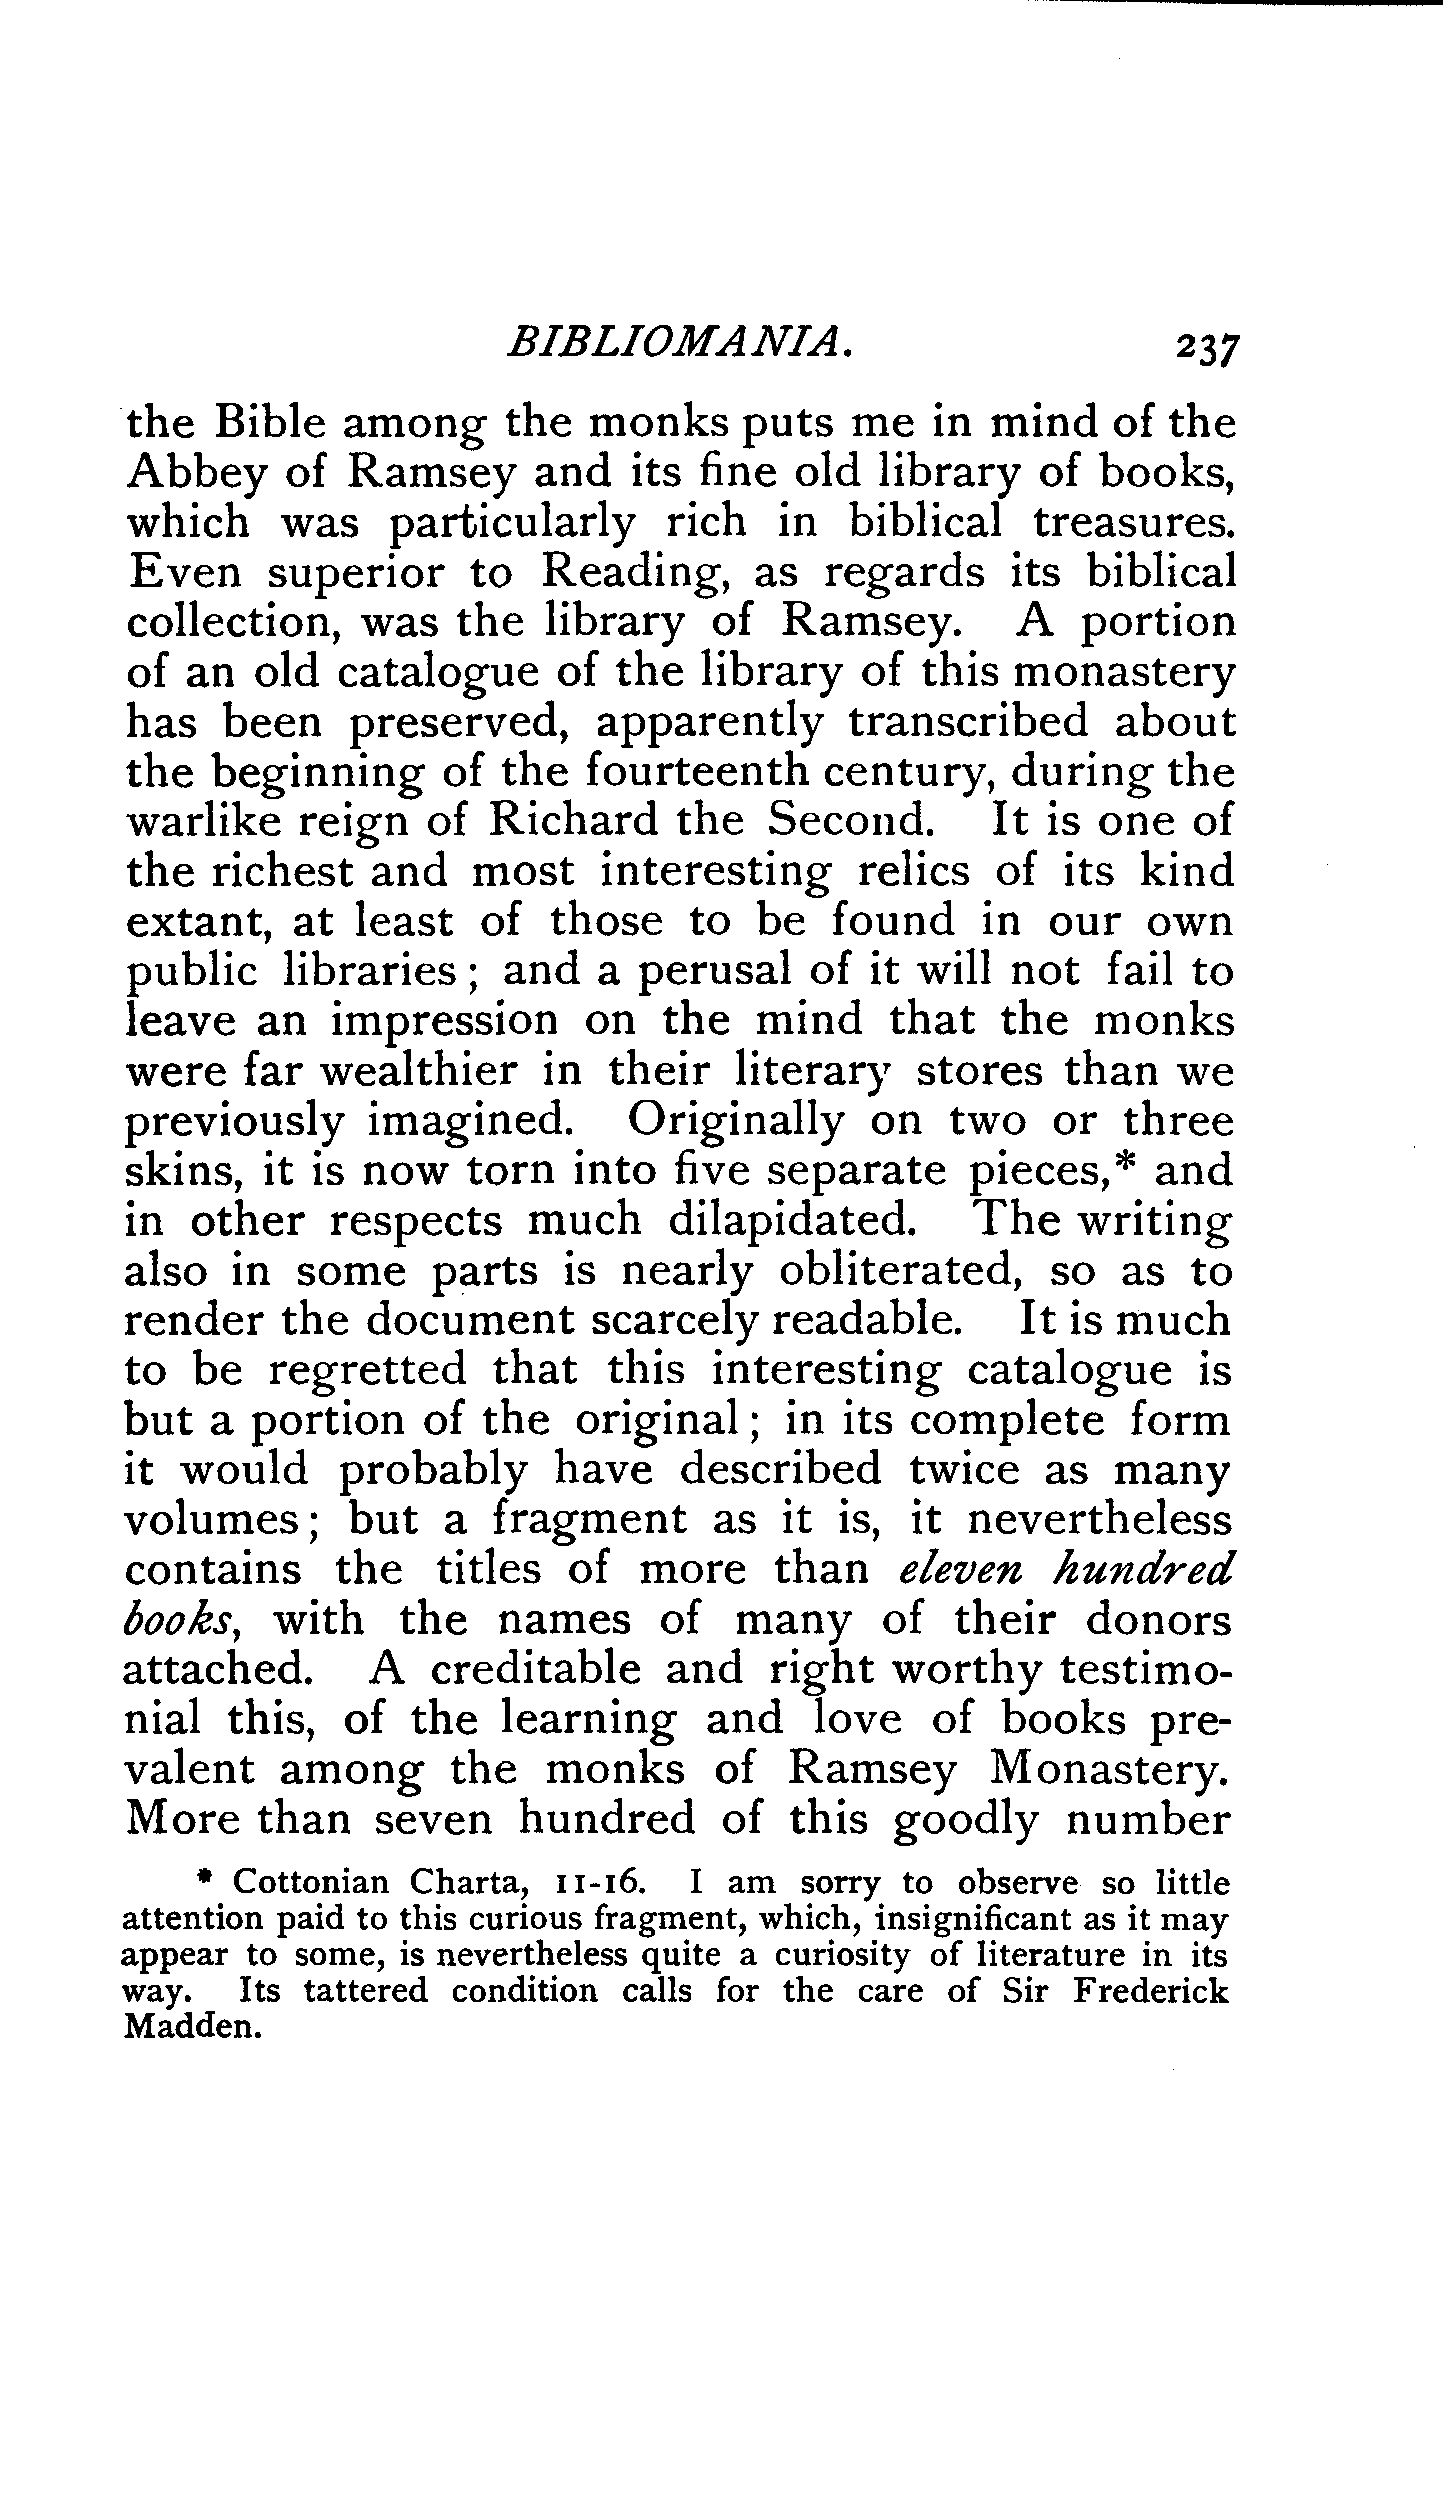 BIBLIOMANIA. 237
the Bible among the monks puts me in mind of the
Abbey of Ramsey and its fine old library of books,
which was particularly rich in biblical treasures.
Even superior to Reading, as regards its biblical
collection, was the library of Ramsey. A portion
of an old catalogue of the library of this monastery
has been preserved, apparently transcribed about
the beginning of the fourteenth century, during the
warlike reign of Richard the Second. It is one of
the richest and most interesting relics of its kind
extant, at least of those to be found in our own
public libraries ; and a perusal of it will not fail to
leave an impression on the mind that the monks
were far wealthier in their literary stores than we
previously imagined. Originally on two or three
skins, it is now torn into five separate pieces,* and
in other respects much dilapidated. The writing
also in some parts is nearly obliterated, so as to
render the document scarcely readable. It is much
to be regretted that this interesting catalogue is
but a portion of the original ; in its complete form
it would probably have described twice as many
volumes ; but a fragment as it is, it nevertheless
contains the titles of more than eleven hundred
books, with the names of many of their donors
attached. A creditable and right worthy testimo-
nial this, of the learning and love of books pre-
valent among the monks of Ramsey Monastery.
More than seven hundred of this goodly number
* Cottonian Charta, 11-16. I am sorry to observe so little
attention paid to this curious fragment, which, insignificant as it may
appear to some, is nevertheless quite a curiosity of literature in its
way. Its tattered condition calls for the care of Sir Frederick
Madden.